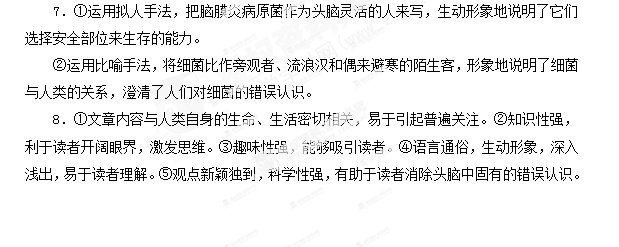 7．①运用拟人手法，把脑膜炎病原菌作为头脑灵活的人来写，生动形象地说明了它们
选择安全部位来生存的能力。
②运用比喻手法，将细菌比作旁观者、流浪汉和偶来避寒的陌生客，形象地说明了细菌
与人类的关系，澄清了人们对细菌的错误认识。
8．①文章内容与人类自身的生命、生活密切相关，易于引起普遍关注。②知识性强，
利于读者开阔眼界，激发思维。③趣味性强，能够吸引读者。④语言通俗，生动形象，深入
浅出，易于读者理解。⑤观点新颖独到，科学性强，有助于读者消除头脑中固有的错误认识。